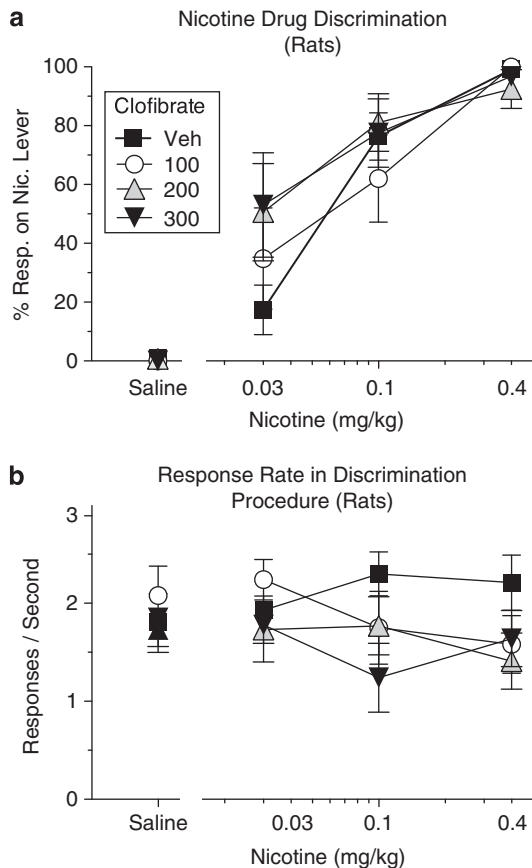 a
Nicotine Drug Discrimination
(Rats)
% Resp. on Nic. Lever
100
80
60
40
20
0
Clofibrate
Veh
100
200
300
Saline
0.03
0.1
0.4
Nicotine (mg/kg)
b
Response Rate in Discrimination
Procedure (Rats)
Responses / Second
3
2
1
0
Saline
0.03
0.1
0.4
Nicotine (mg/kg)